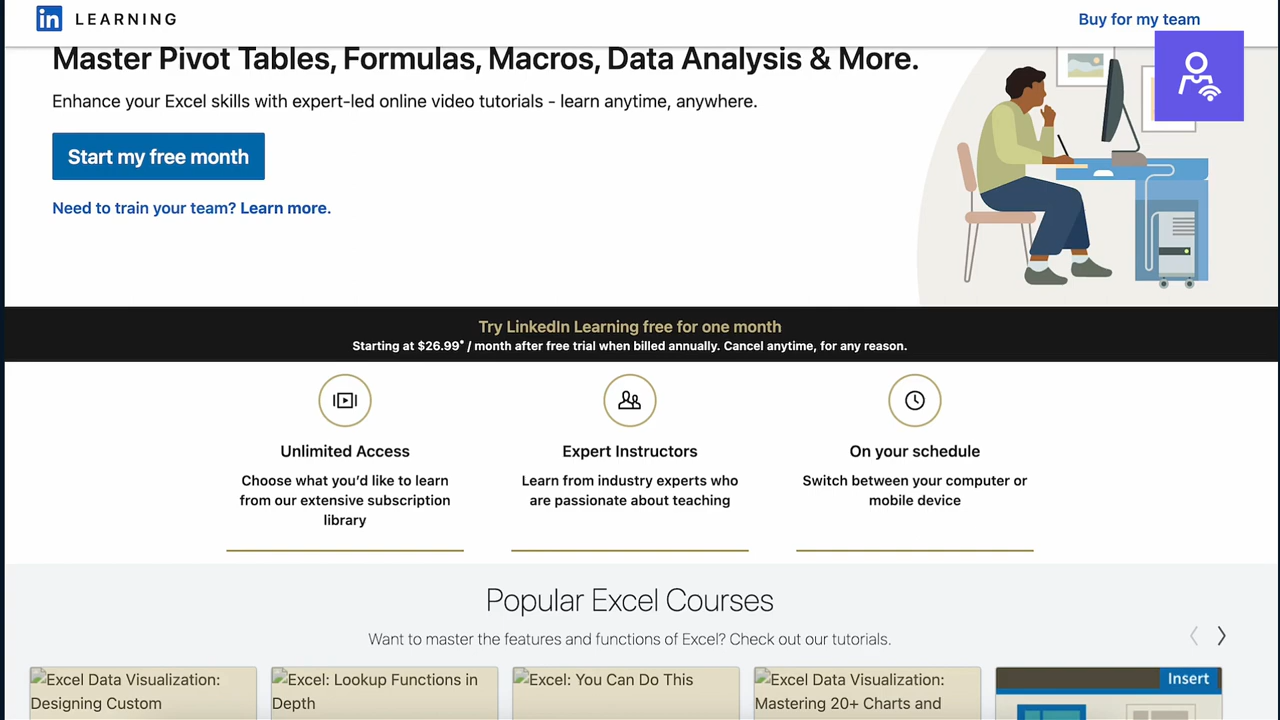 in LEARNING
Buy for my team
Master Pivot Tables, Formulas, Macros, Data Analysis & More.
Enhance your Excel skills with expert-led online video tutorials - learn anytime, anywhere.
Start my free month
Need to train your team? Learn more.
Try LinkedIn Learning free for one month
Starting at $26.99* / month after free trial when billed annually. Cancel anytime, for any reason.
Unlimited Access
Choose what you’d like to learn
from our extensive subscription
library
Expert Instructors
Learn from industry experts who
are passionate about teaching
On your schedule
Switch between your computer or
mobile device
Popular Excel Courses
Want to master the features and functions of Excel? Check out our tutorials.
Excel Data Visualization:
Designing Custom
Excel: Lookup Functions in
Depth
Excel: You Can Do This
Excel Data Visualization:
Mastering 20+ Charts and
Insert